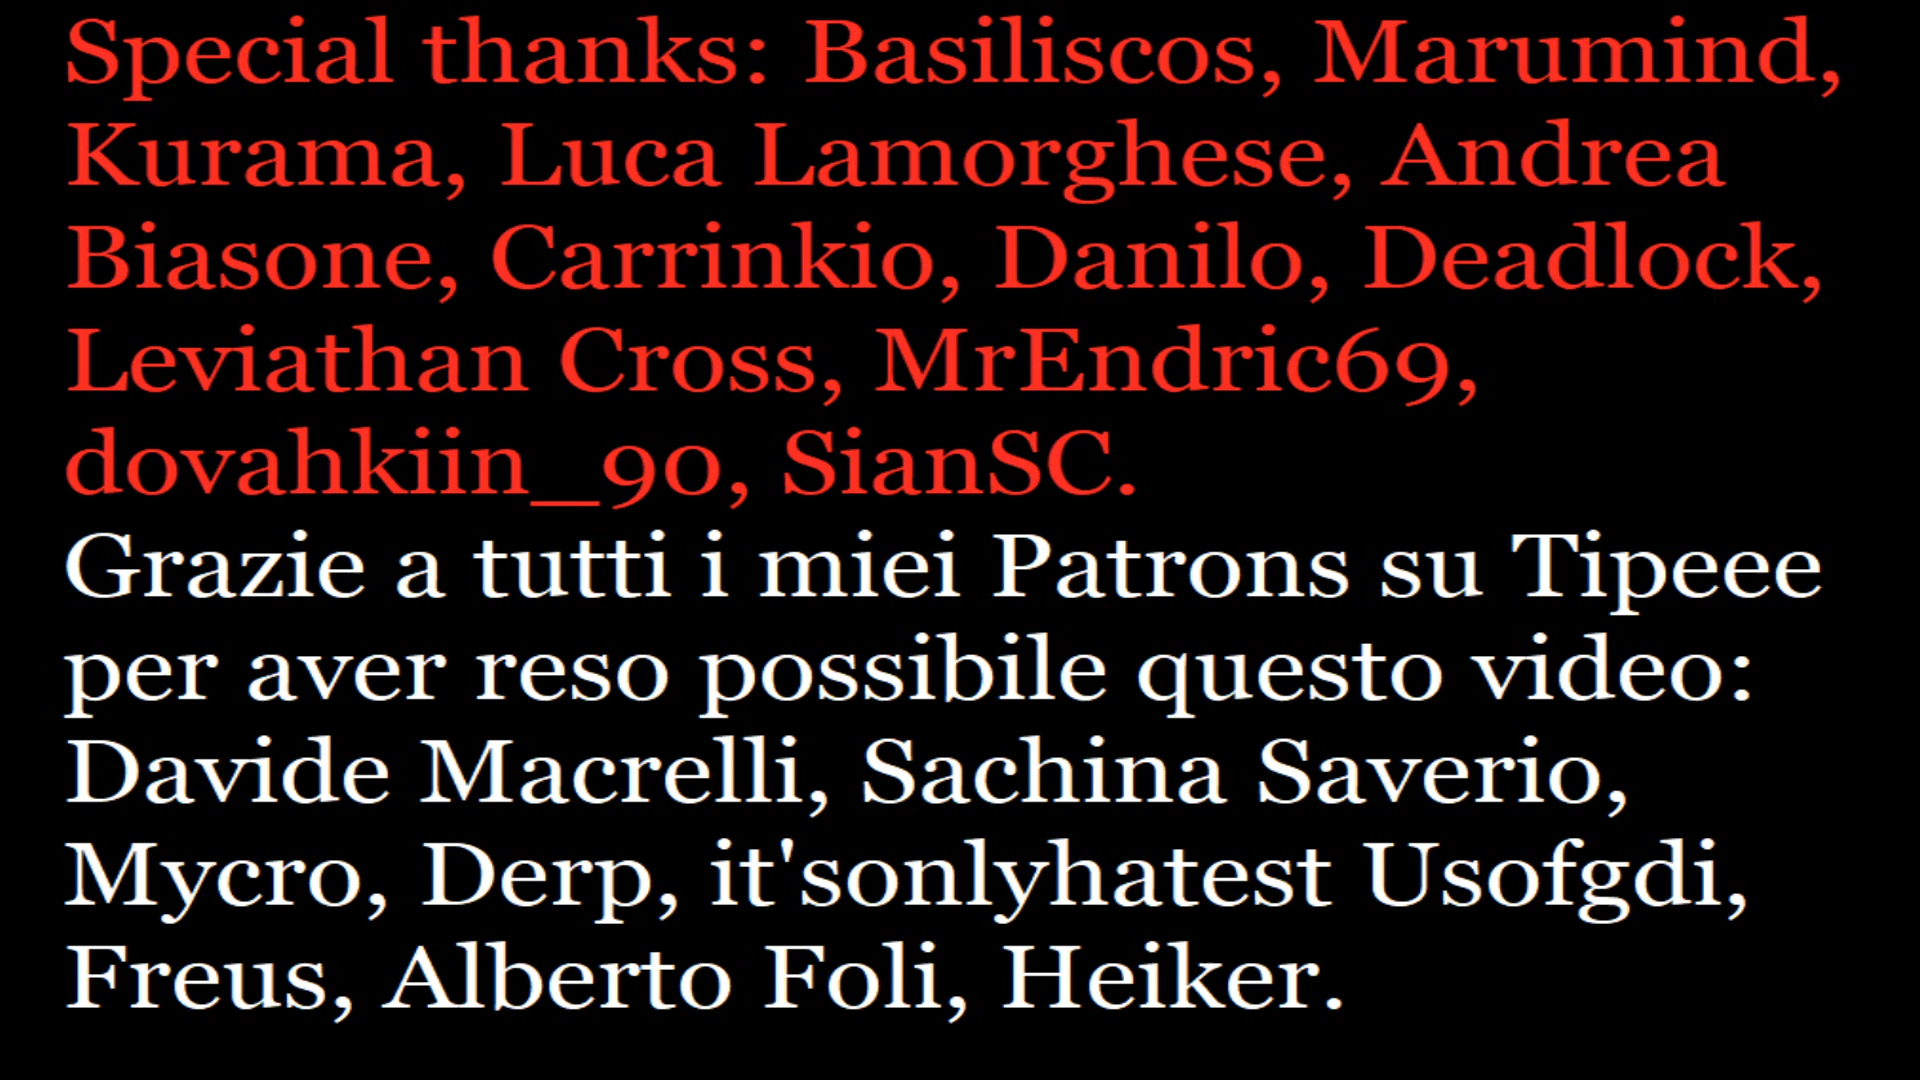 Special thanks: Basiliscos, Marumind,
Kurama, Luca Lamorghese, Andrea
Biasone, Carrinkio, Danilo, Deadlock,
Leviathan Cross, MrEndric69,
dovahkiin_90, SianSC.
Grazie a tutti i miei Patrons su Tipeee
per aver reso possibile questo video:
Davide Macrelli, Sachina Saverio,
Mycro, Derp, it'sonlyhatest Usofgdi,
Freus, Alberto Foli, Heiker.